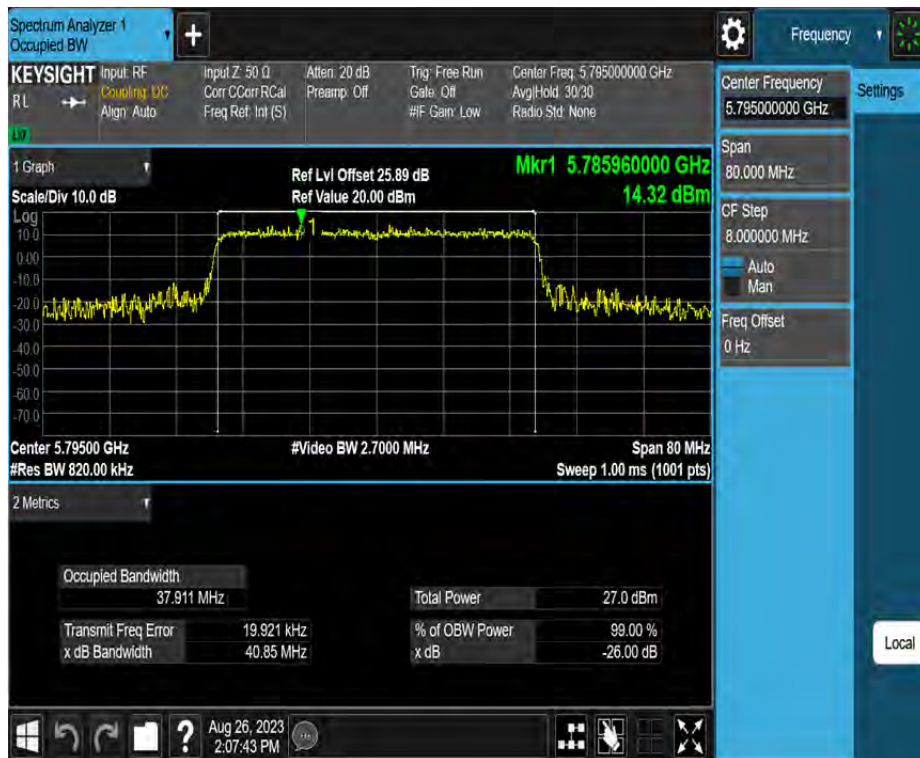 Spectrum Analyzer 1
Occupied BW
+
Frequency
KEYSIGHT
RL
Input: RF
Coupling: DC
Align: Auto
Input Z: 50 Ω
Corr CCorr RCal
Freq Ref: Int (S)
Atten: 20 dB
Preamp: Off
Trig: Free Run
Gate: Off
#IF Gain: Low
Center Freq: 5.795000000 GHz
Avg|Hold: 30/30
Radio Std: None
Center Frequency
5.795000000 GHz
Settings
Span
80.000 MHz
CF Step
8.000000 MHz
Auto
Man
Freq Offset
0 Hz
Local
1 Graph
Scale/Div 10.0 dB
Ref Lvl Offset 25.89 dB
Ref Value 20.00 dBm
Mkr1 5.785960000 GHz
14.32 dBm
Log
10.0
0.00
-10.0
-20.0
-30.0
-40.0
-50.0
-60.0
-70.0
1
Center 5.79500 GHz
#Video BW 2.7000 MHz
Span 80 MHz
#Res BW 820.00 kHz
Sweep 1.00 ms (1001 pts)
2 Metrics
Occupied Bandwidth
37.911 MHz
Total Power 27.0 dBm
Transmit Freq Error 19.921 kHz
% of OBW Power 99.00 %
x dB Bandwidth 40.85 MHz
x dB -26.00 dB
?
Aug 26, 2023
2:07:43 PM